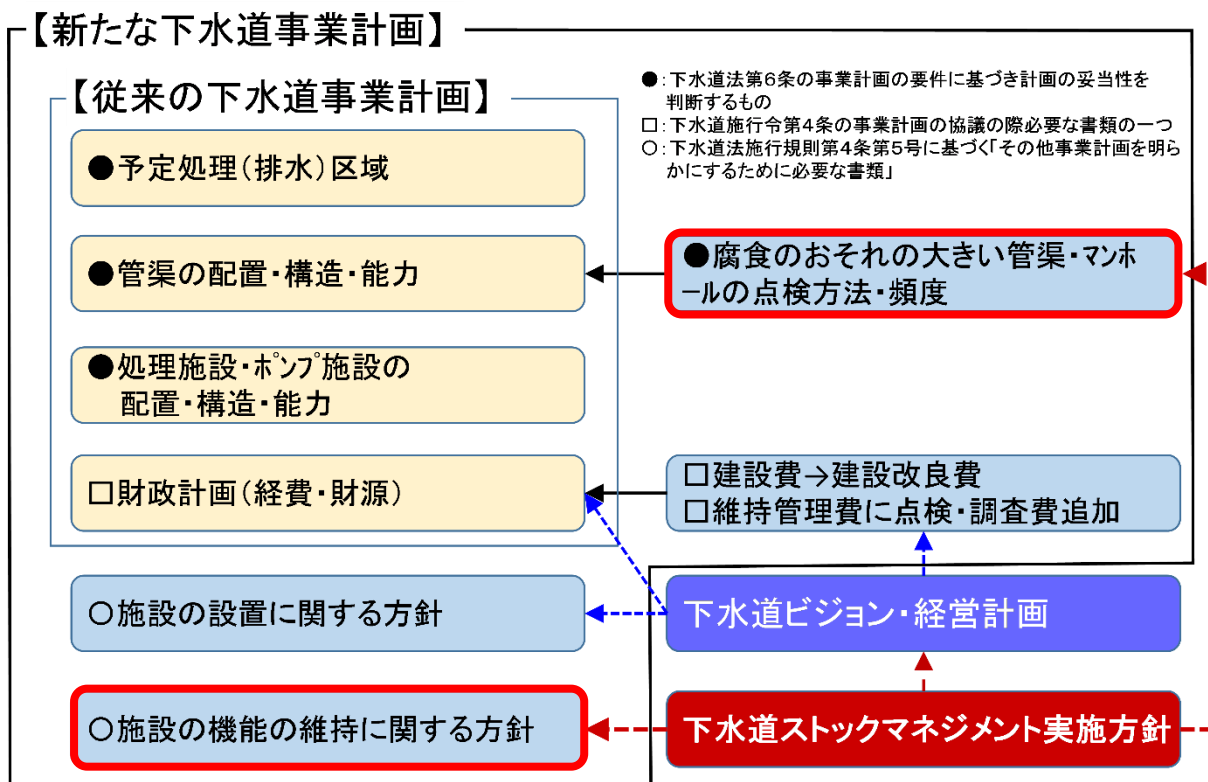 【新たな下水道事業計画】
【従来の下水道事業計画】
●:下水道法第6条の事業計画の要件に基づき計画の妥当性を
判断するもの
□:下水道施行令第4条の事業計画の協議の際必要な書類の一つ
○:下水道法施行規則第4条第5号に基づく「その他事業計画を明ら
かにするために必要な書類」
●予定処理(排水)区域
●管渠の配置・構造・能力
●腐食のおそれの大きい管渠・マンホ
ールの点検方法・頻度
●処理施設・ポンプ施設の
配置・構造・能力
□財政計画(経費・財源)
□建設費→建設改良費
□維持管理費に点検・調査費追加
○施設の設置に関する方針
下水道ビジョン・経営計画
○施設の機能の維持に関する方針
下水道ストックマネジメント実施方針